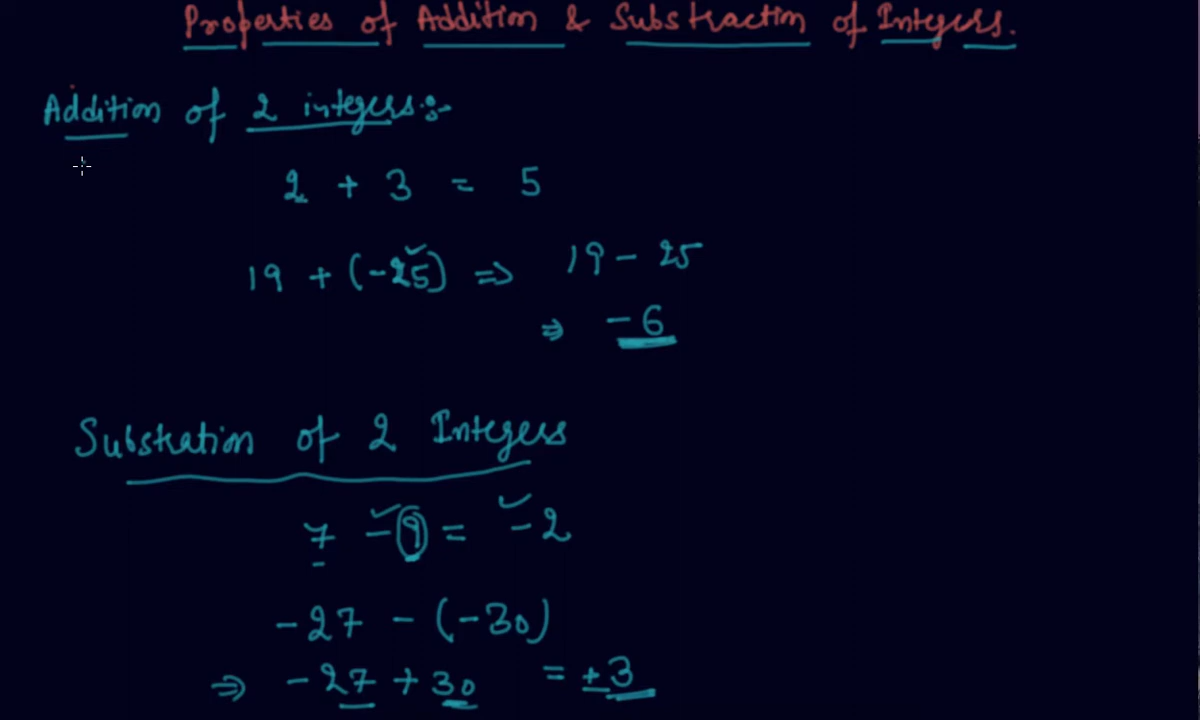 Properties of Addition & Substraction of Integers.
Addition of 2 integers:-
2 + 3 = 5
19 + (-25) ⇒ 19 - 25
⇒ -6
Substration of 2 Integers
7 - 9 = -2
-27 - (-30)
⇒ -27 + 30 = +3